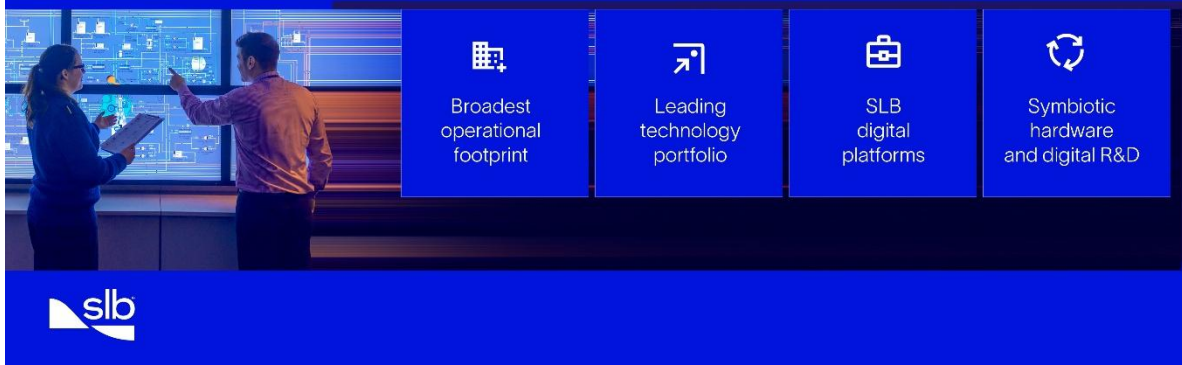 Broadest
operational
footprint
Leading
technology
portfolio
SLB
digital
platforms
Symbiotic
hardware
and digital R&D
slb